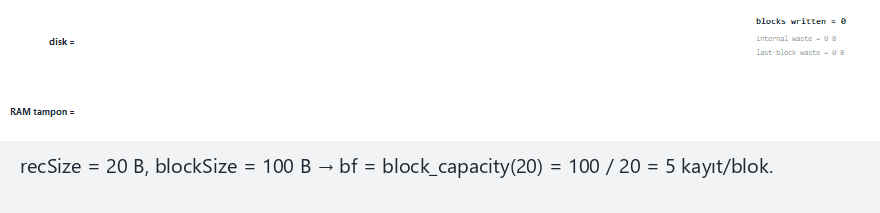 blocks written = 0
internal waste = 0 B
last-block waste = 0 B
disk =
RAM tampon =
recSize = 20 B, blockSize = 100 B → bf = block_capacity(20) = 100 / 20 = 5 kayıt/blok.